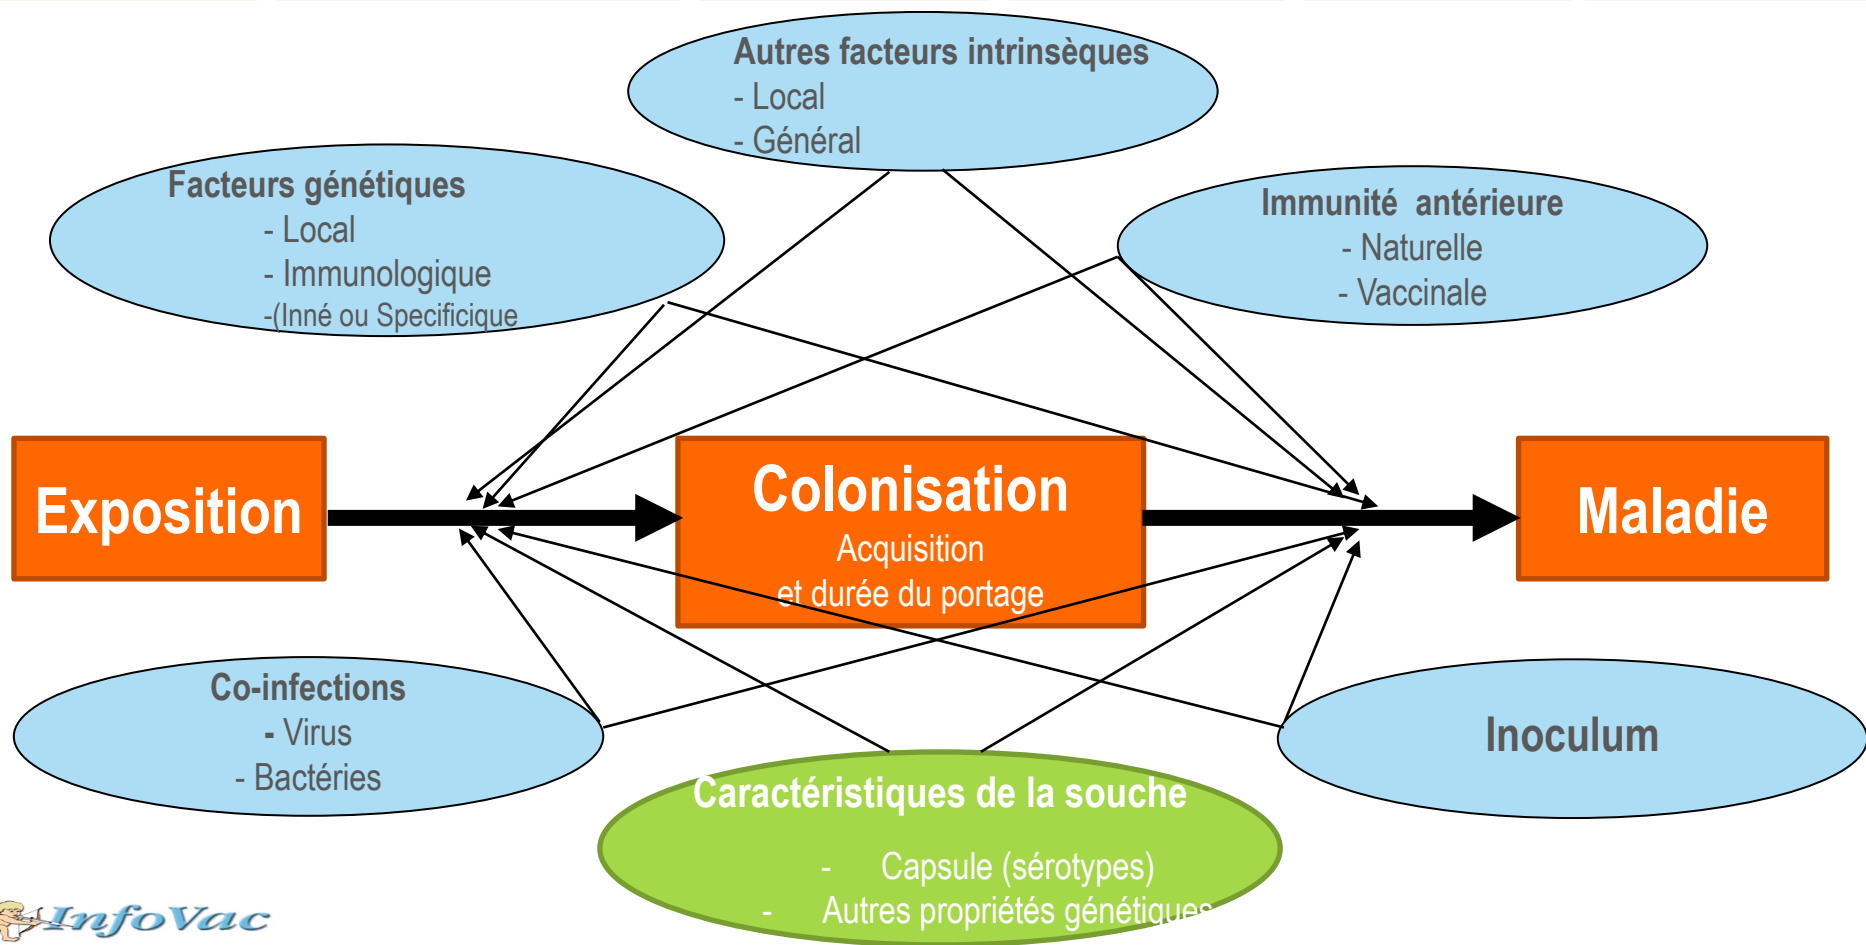 Autres facteurs intrinsèques
- Local
- Général
Facteurs génétiques
- Local
- Immunologique
-(Inné ou Specificique
Immunité antérieure
- Naturelle
- Vaccinale
Exposition
Colonisation
Acquisition
et durée du portage
Maladie
Co-infections
- Virus
- Bactéries
Caractéristiques de la souche
- Capsule (sérotypes)
- Autres propriétés génétiques
Inoculum
InfoVac